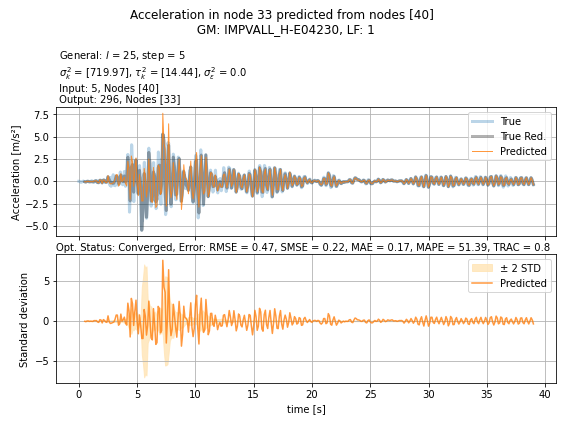 Acceleration in node 33 predicted from nodes [40]
GM: IMPVALL_H-E04230, LF: 1
General: l = 25, step = 5
σ²ₖ = [719.97], τ²ₖ = [14.44], σ²ε = 0.0
Input: 5, Nodes [40]
Output: 296, Nodes [33]
Acceleration [m/s²]
7.5
5.0
2.5
0.0
−2.5
−5.0
True
True Red.
Predicted
Opt. Status: Converged, Error: RMSE = 0.47, SMSE = 0.22, MAE = 0.17, MAPE = 51.39, TRAC = 0.8
Standard deviation
5
0
−5
± 2 STD
Predicted
0 5 10 15 20 25 30 35 40
time [s]